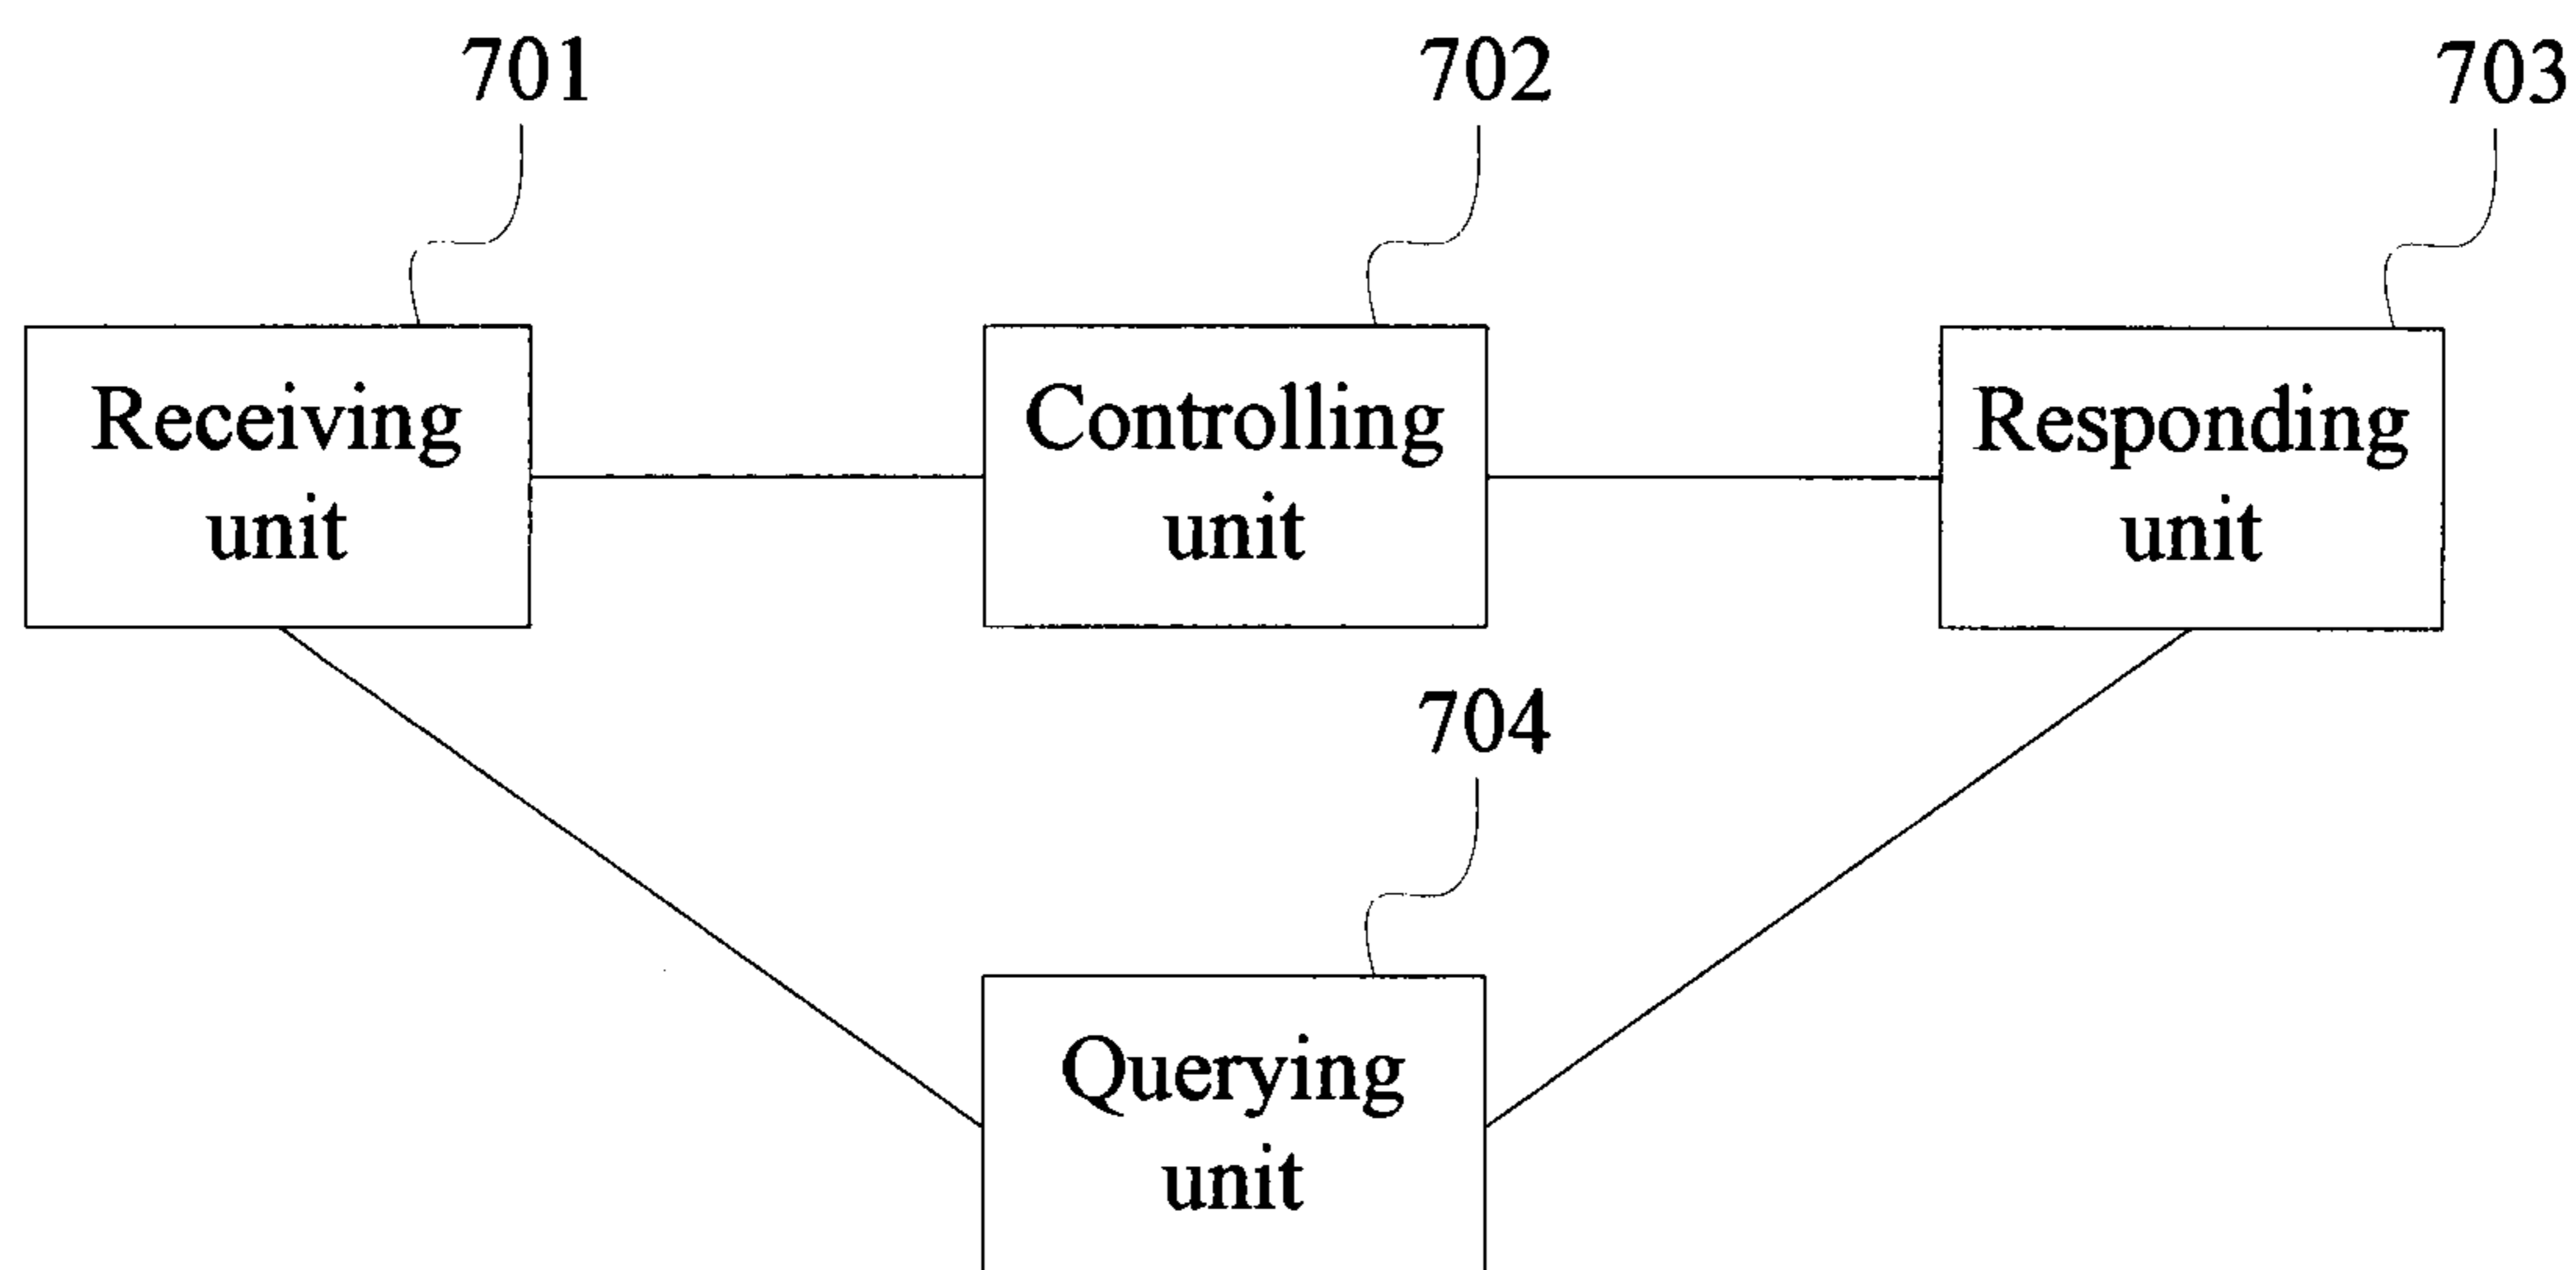 701
702
703
Receiving
unit
Controlling
unit
Responding
unit
704
Querying
unit